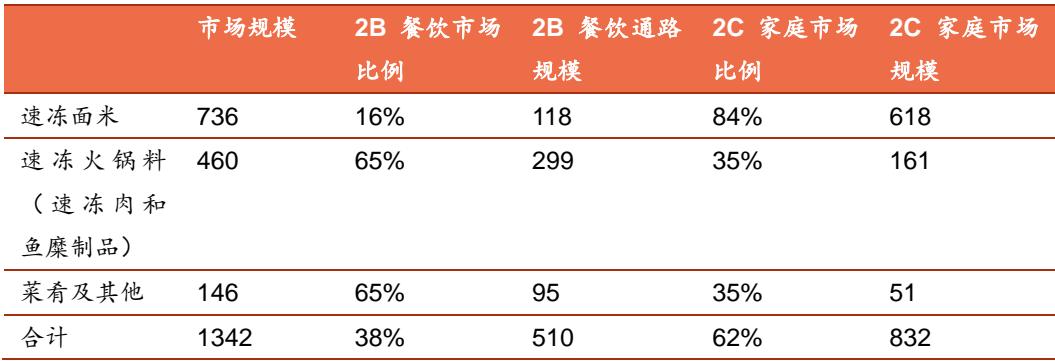 市场规模 2B 餐饮市场 2B 餐饮通路 2C 家庭市场 2C 家庭市场
比例 规模 比例 规模
速冻面米 736 16% 118 84% 618
速冻火锅料 460 65% 299 35% 161
（速冻肉和
鱼糜制品）
菜肴及其他 146 65% 95 35% 51
合计 1342 38% 510 62% 832